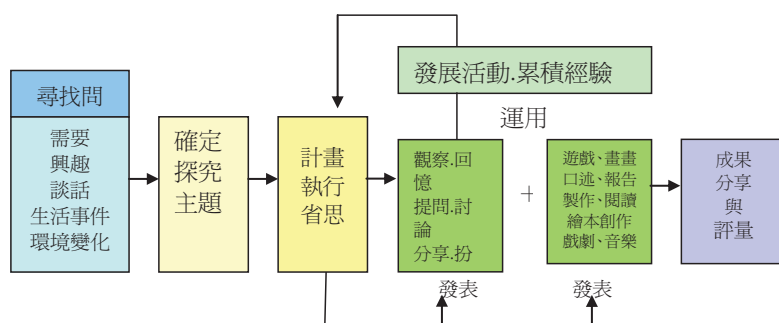 發展活動.累積經驗
尋找問
需要
興趣
談話
生活事件
環境變化
確定
探究
主題
計畫
執行
省思
運用
觀察.回
憶
提問.討
論
分享.扮
+
遊戲、畫畫
口述、報告
製作、閱讀
繪本創作
戲劇、音樂
成果
分享
與
評量
發表
發表